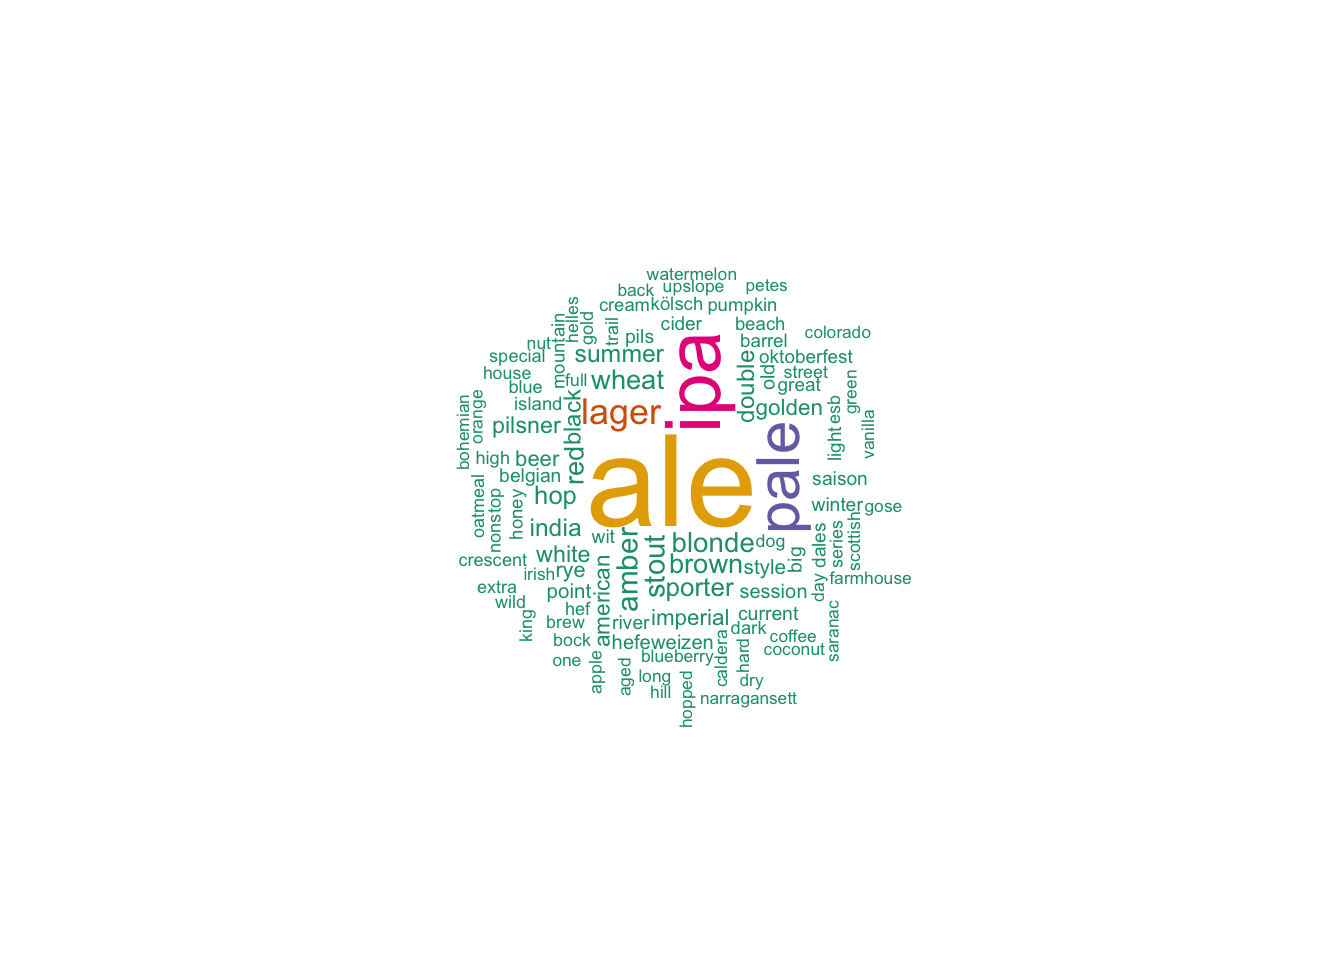 watermelon
back
upslope
petes
cream
kölsch
pumpkin
helles
gold
trail
cider
beach
colorado
mountain
pils
nut
barrel
special
summer
ipa
double
old
oktoberfest
house
full
wheat
street
great
blue
green
orange
island
black
lager
golden
esb
bohemian
pilsner
red
ale
pale
light
vanilla
high
beer
belgian
saison
oatmeal
nonstop
honey
hop
winter
gose
india
wit
amber
stout
blonde
dog
big
day
dales
series
scottish
crescent
white
brown
style
irish
rye
american
farmhouse
extra
point
porter
session
wild
hef
king
brew
river
imperial
current
dark
saranac
bock
hefeweizen
coffee
coconut
one
apple
aged
blueberry
caldera
hard
long
hill
dry
hopped
narragansett